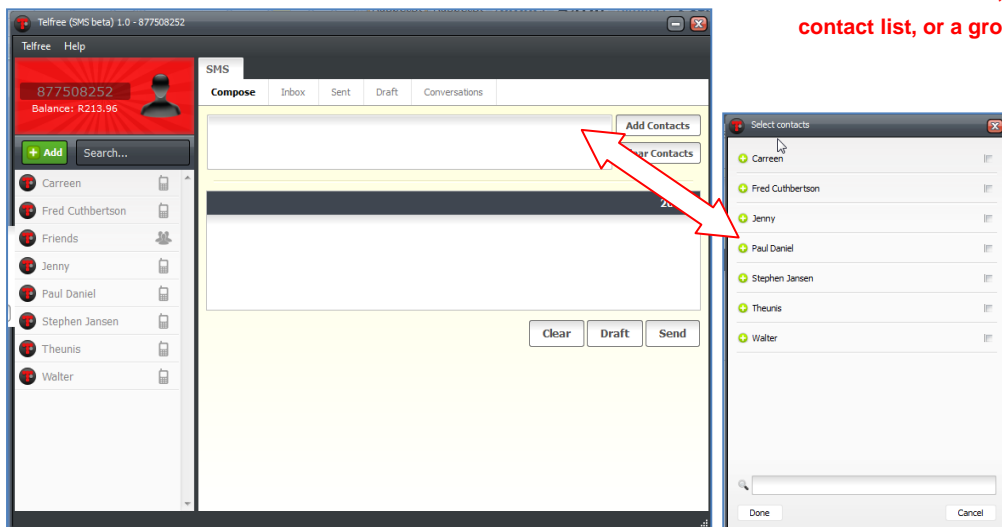 contact list, or a gro
Telfree (SMS beta) 1.0 - 877508252
Telfree Help
877508252
Balance: R213.96
Add Search...
Carreen
Fred Cuthbertson
Friends
Jenny
Paul Daniel
Stephen Jansen
Theunis
Walter
SMS
Compose Inbox Sent Draft Conversations
Add Contacts
Contacts
Clear Draft Send
Select contacts
Carreen
Fred Cuthbertson
Jenny
Paul Daniel
Stephen Jansen
Theunis
Walter
Done Cancel